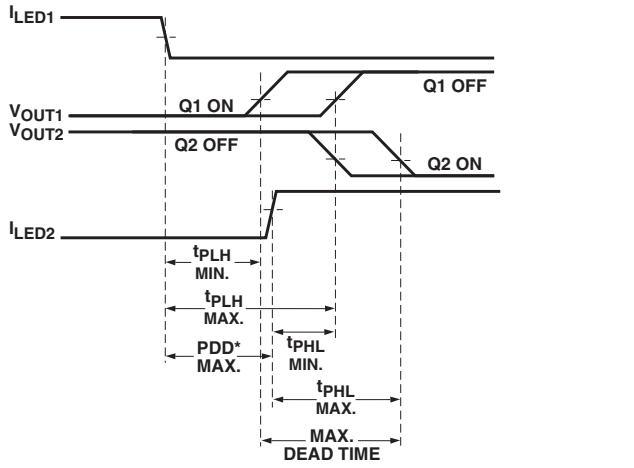 ILED1
VOUT1
Q1 ON
Q1 OFF
VOUT2
Q2 OFF
Q2 ON
ILED2
tPLH
MIN.
tPLH
MAX.
tPHL
MIN.
PDD*
MAX.
tPHL
MAX.
MAX.
DEAD TIME